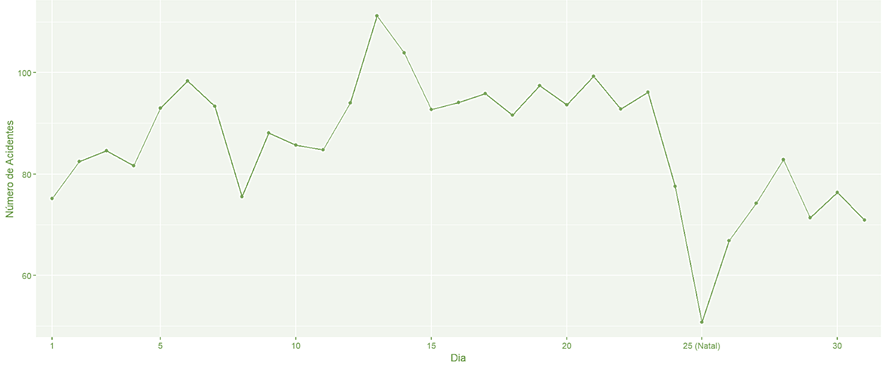 Número de Acidentes
100
80
60
1 5 10 15 20 25 (Natal) 30
Dia